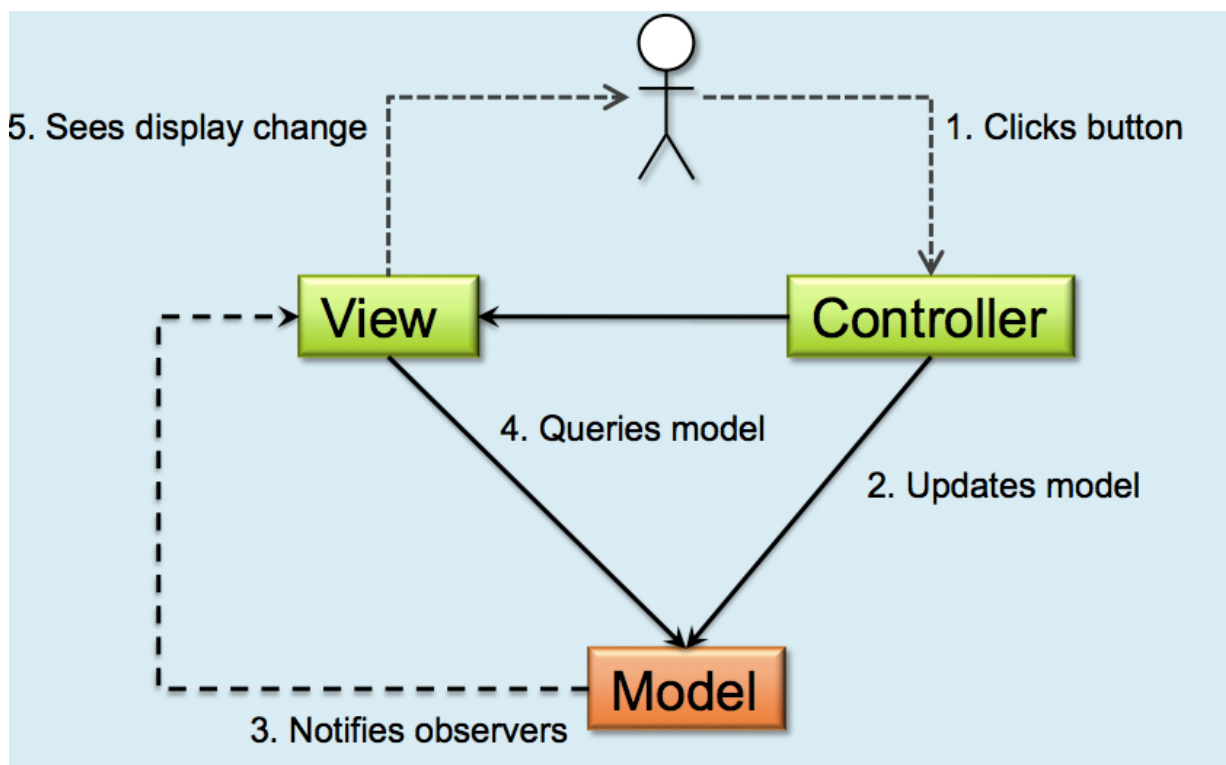 5. Sees display change
1. Clicks button
View
Controller
4. Queries model
2. Updates model
Model
3. Notifies observers